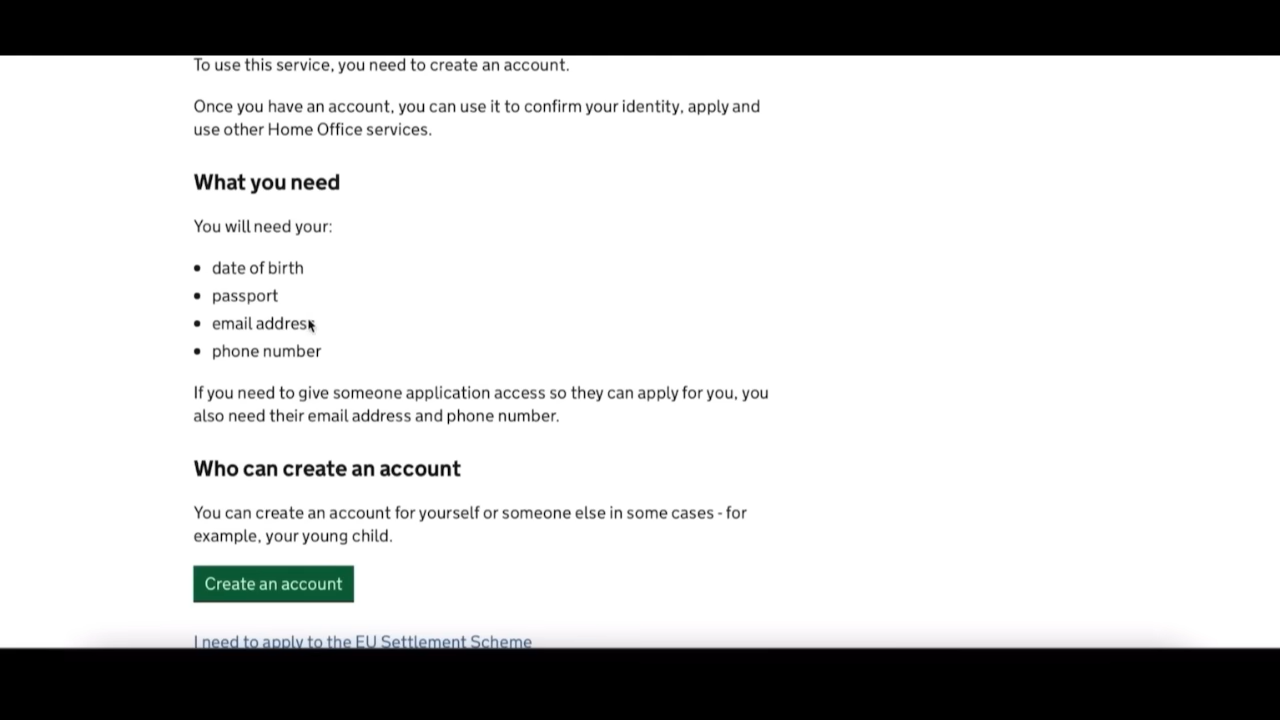 To use this service, you need to create an account.
Once you have an account, you can use it to confirm your identity, apply and
use other Home Office services.
What you need
You will need your:
• date of birth
• passport
• email address
• phone number
If you need to give someone application access so they can apply for you, you
also need their email address and phone number.
Who can create an account
You can create an account for yourself or someone else in some cases - for
example, your young child.
Create an account
I need to apply to the EU Settlement Scheme